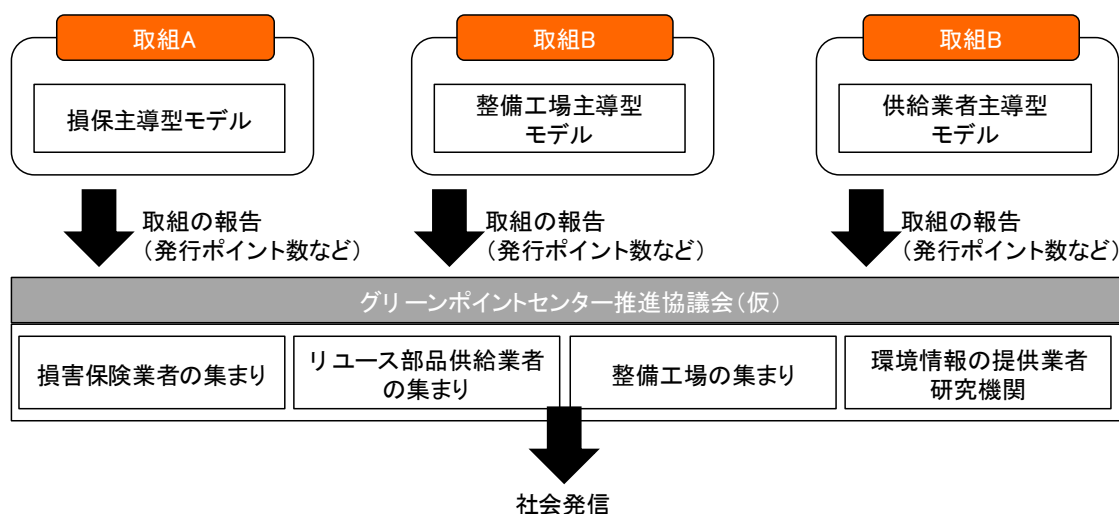 取組A
取組B
取組B
損保主導型モデル
整備工場主導型
モデル
供給業者主導型
モデル
取組の報告
（発行ポイント数など）
取組の報告
（発行ポイント数など）
取組の報告
（発行ポイント数など）
グリーンポイントセンター推進協議会（仮）
損害保険業者の集まり
リユース部品供給業者
の集まり
整備工場の集まり
環境情報の提供業者
研究機関
社会発信